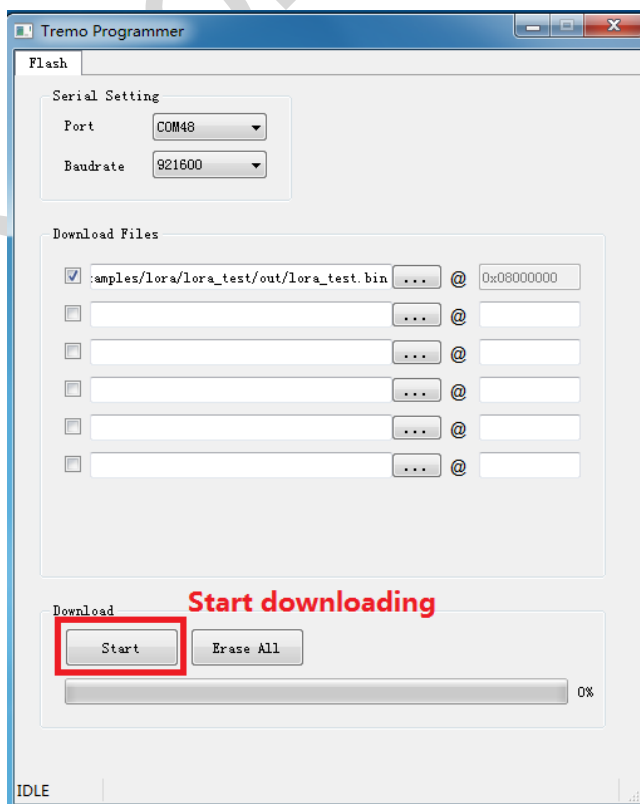 Tremo Programmer
Flash
Serial Setting
Port COM48
Baudrate 921600
Download Files
amples/lora/lora_test/out/lora_test.bin ... @ 0x08000000
... @
... @
... @
... @
... @
Download
Start downloading
Start Erase All
0%
IDLE